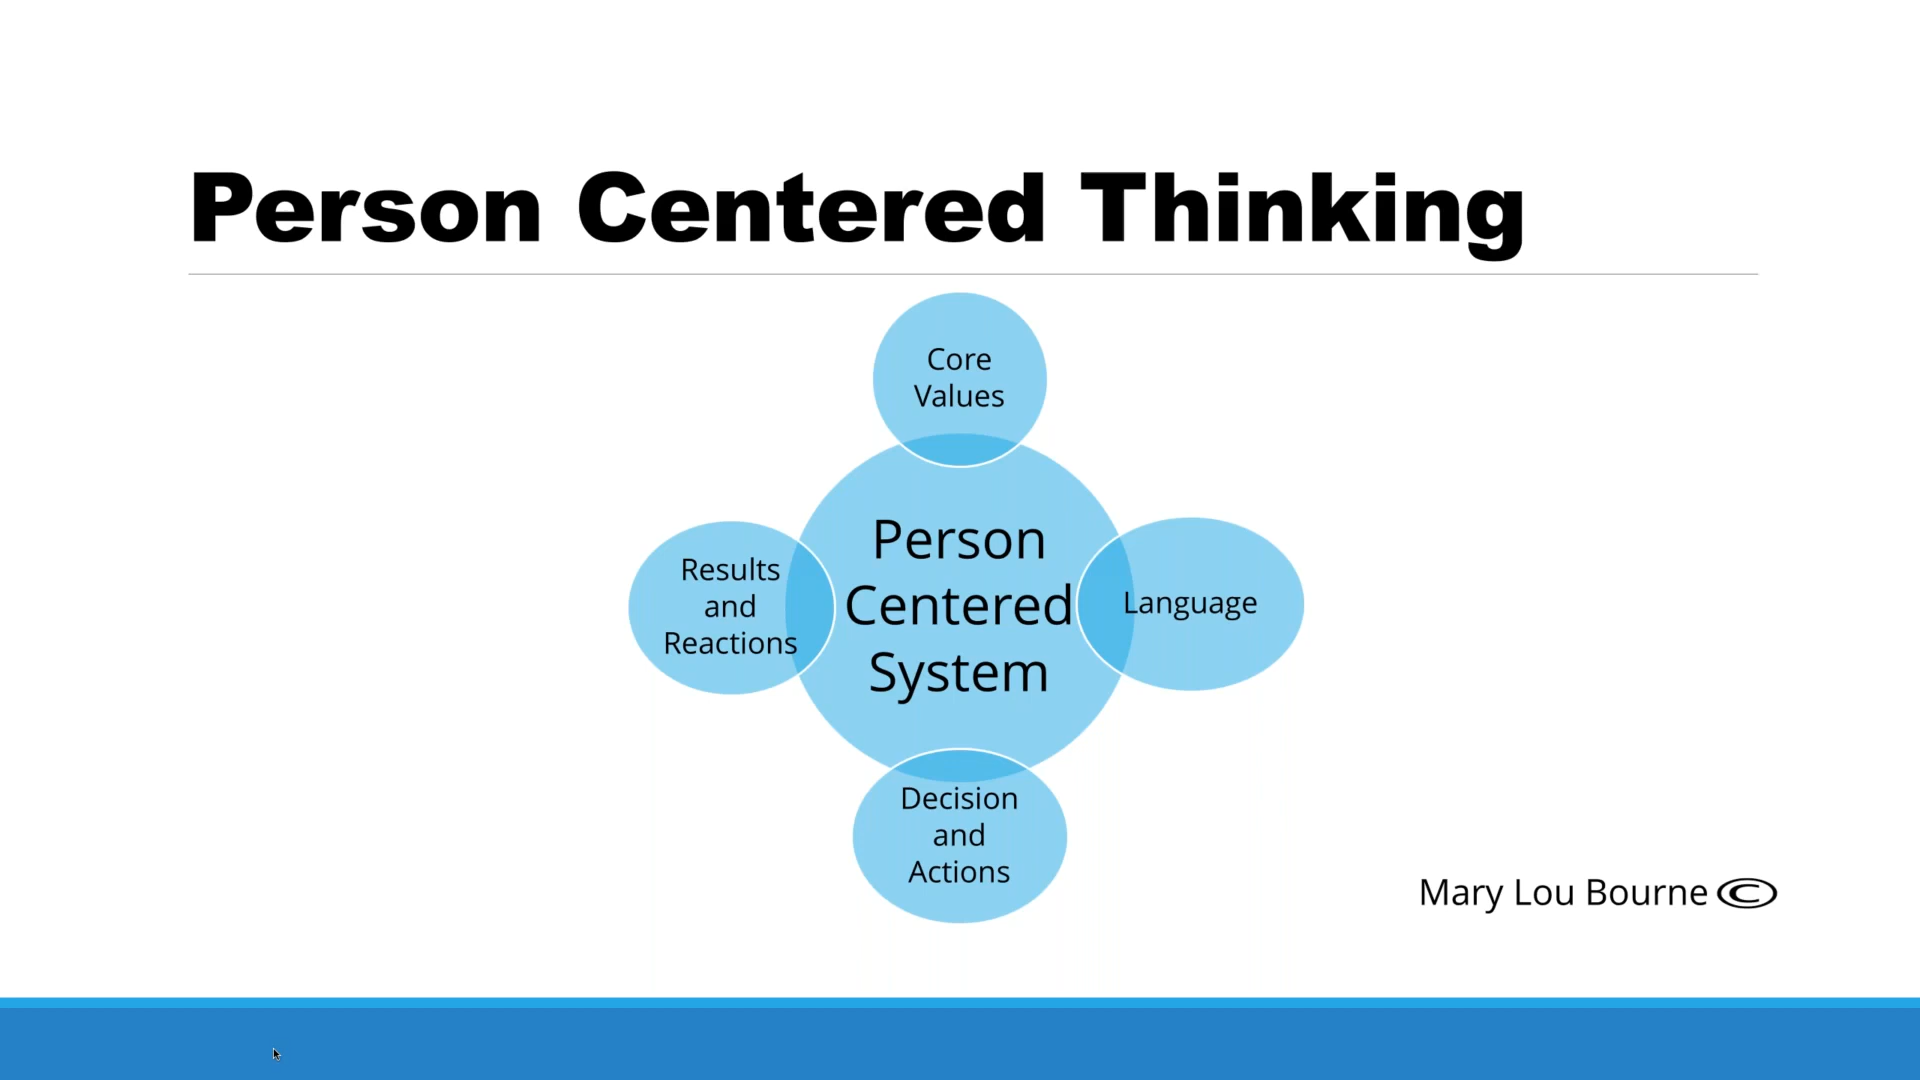 Person Centered Thinking
Core
Values
Person
Centered
System
Results
and
Reactions
Language
Decision
and
Actions
Mary Lou Bourne ©